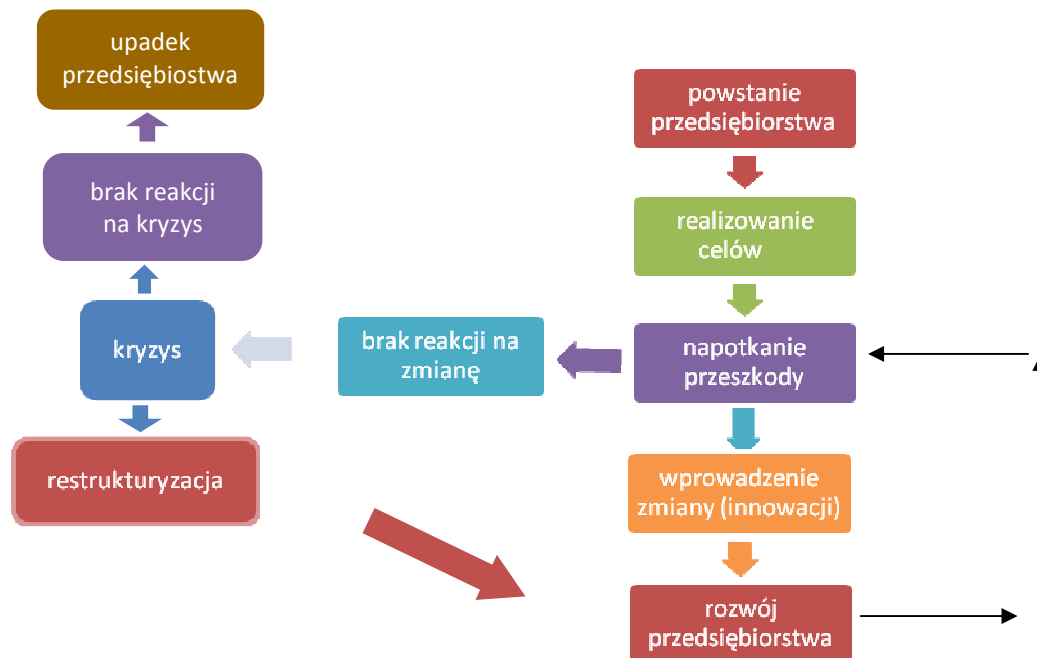 upadek
przedsiębiostwa
brak reakcji
na kryzys
kryzys
restrukturyzacja
brak reakcji na
zmianę
powstanie
przedsiębiorstwa
realizowanie
celów
napotkanie
przeszkody
wprowadzenie
zmiany (innowacji)
rozwój
przedsiębiorstwa